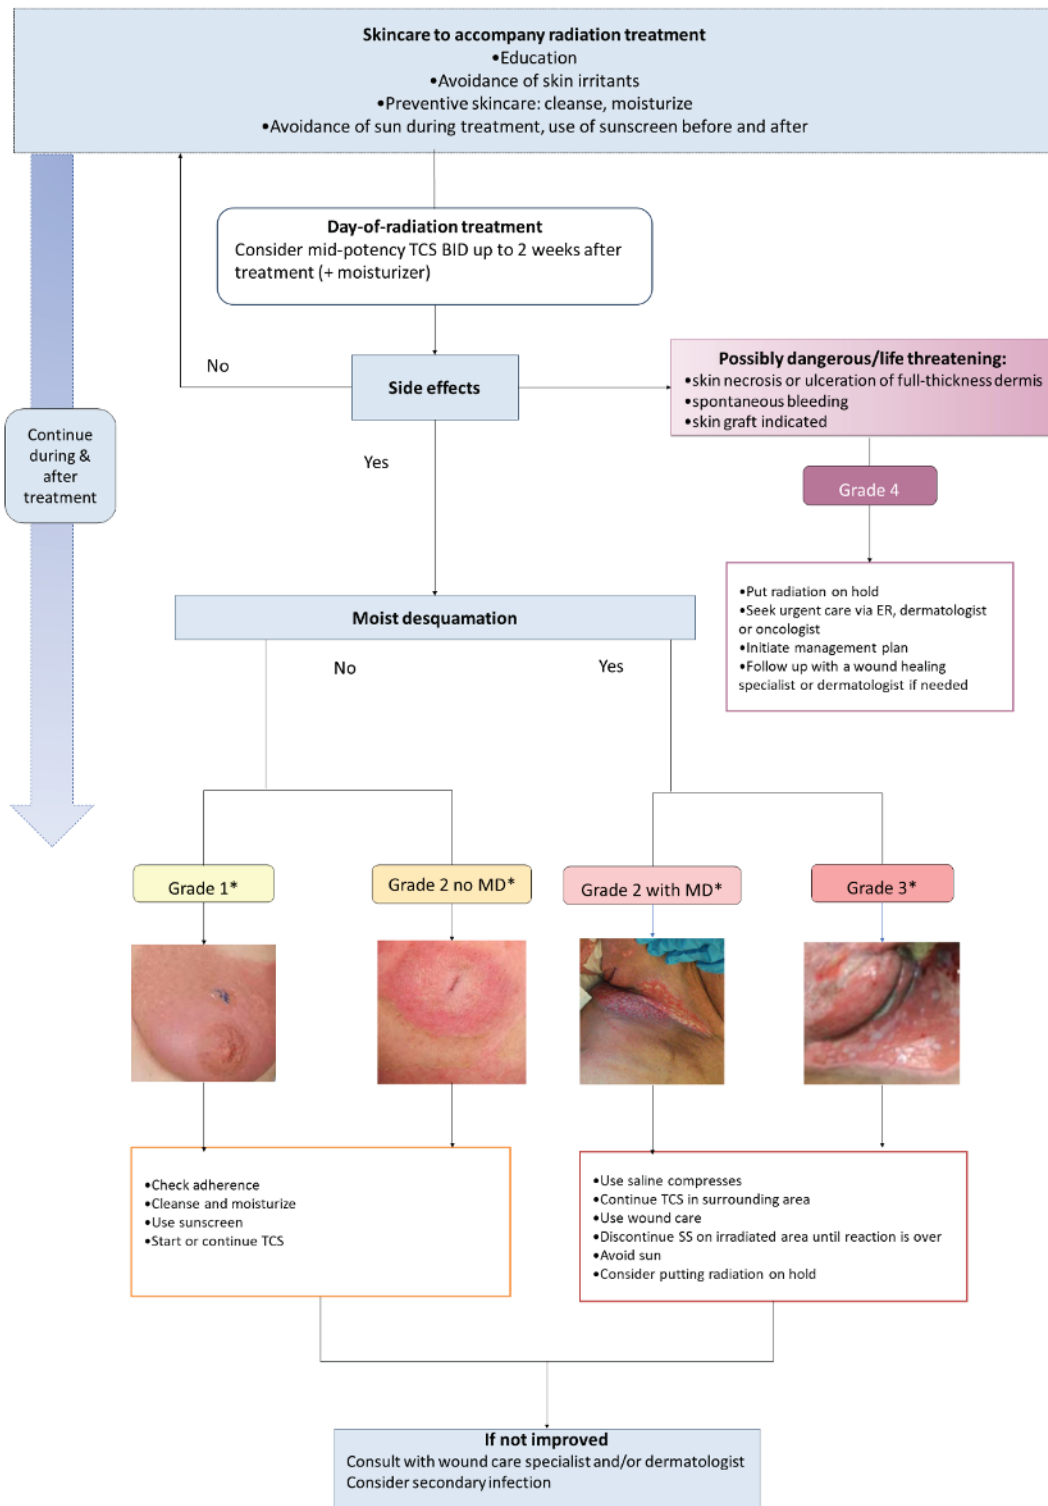 Skincare to accompany radiation treatment
•Education
•Avoidance of skin irritants
•Preventive skincare: cleanse, moisturize
•Avoidance of sun during treatment, use of sunscreen before and after
Day-of-radiation treatment
Consider mid-potency TCS BID up to 2 weeks after
treatment (+ moisturizer)
No
Side effects
Possibly dangerous/life threatening:
•skin necrosis or ulceration of full-thickness dermis
•spontaneous bleeding
•skin graft indicated
Continue
during &
after
treatment
Yes
Grade 4
•Put radiation on hold
•Seek urgent care via ER, dermatologist
or oncologist
•Initiate management plan
•Follow up with a wound healing
specialist or dermatologist if needed
Moist desquamation
No
Yes
Grade 1*
Grade 2 no MD*
Grade 2 with MD*
Grade 3*
•Check adherence
•Cleanse and moisturize
•Use sunscreen
•Start or continue TCS
•Use saline compresses
•Continue TCS in surrounding area
•Use wound care
•Discontinue SS on irradiated area until reaction is over
•Avoid sun
•Consider putting radiation on hold
If not improved
Consult with wound care specialist and/or dermatologist
Consider secondary infection